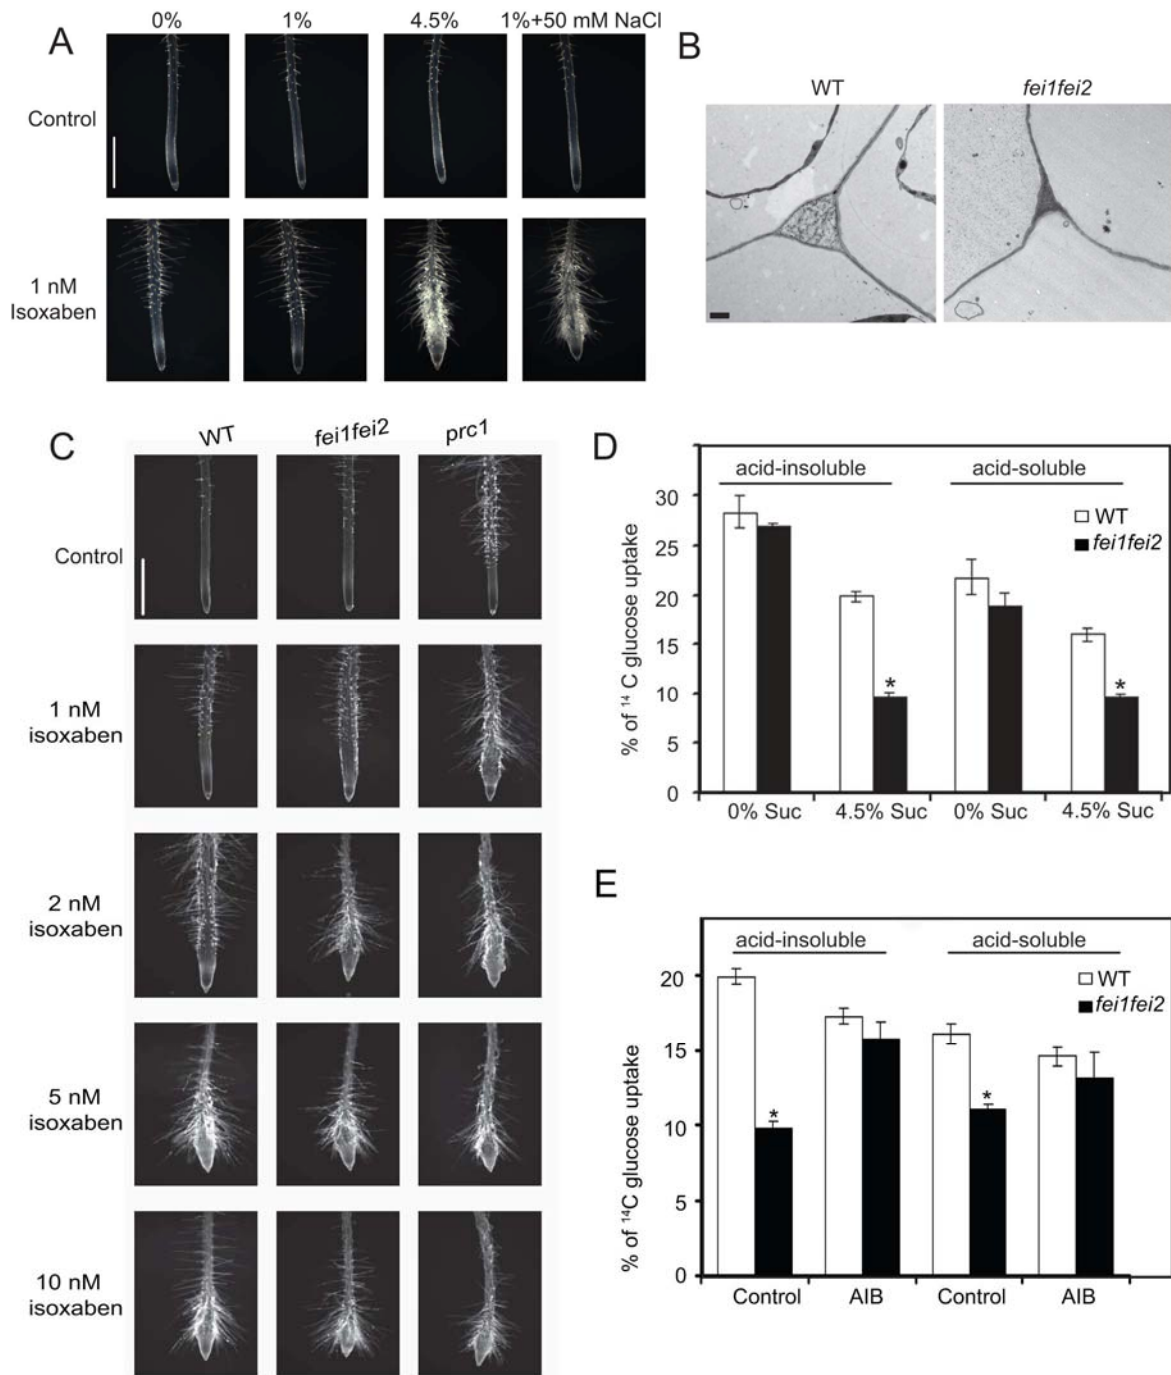 A
0% 1% 4.5% 1%+50 mM NaCl
Control
1 nM
Isoxaben
B
WT fei1fei2
C
WT fei1fei2 prc1
Control
1 nM
isoxaben
2 nM
isoxaben
5 nM
isoxaben
10 nM
isoxaben
D
acid-insoluble acid-soluble
WT
fei1fei2
% of 14 C glucose uptake
30
25
20
15
10
5
0
* *
0% Suc 4.5% Suc 0% Suc 4.5% Suc
E
acid-insoluble acid-soluble
WT
fei1fei2
% of 14C glucose uptake
20
15
10
5
0
* *
Control AIB Control AIB